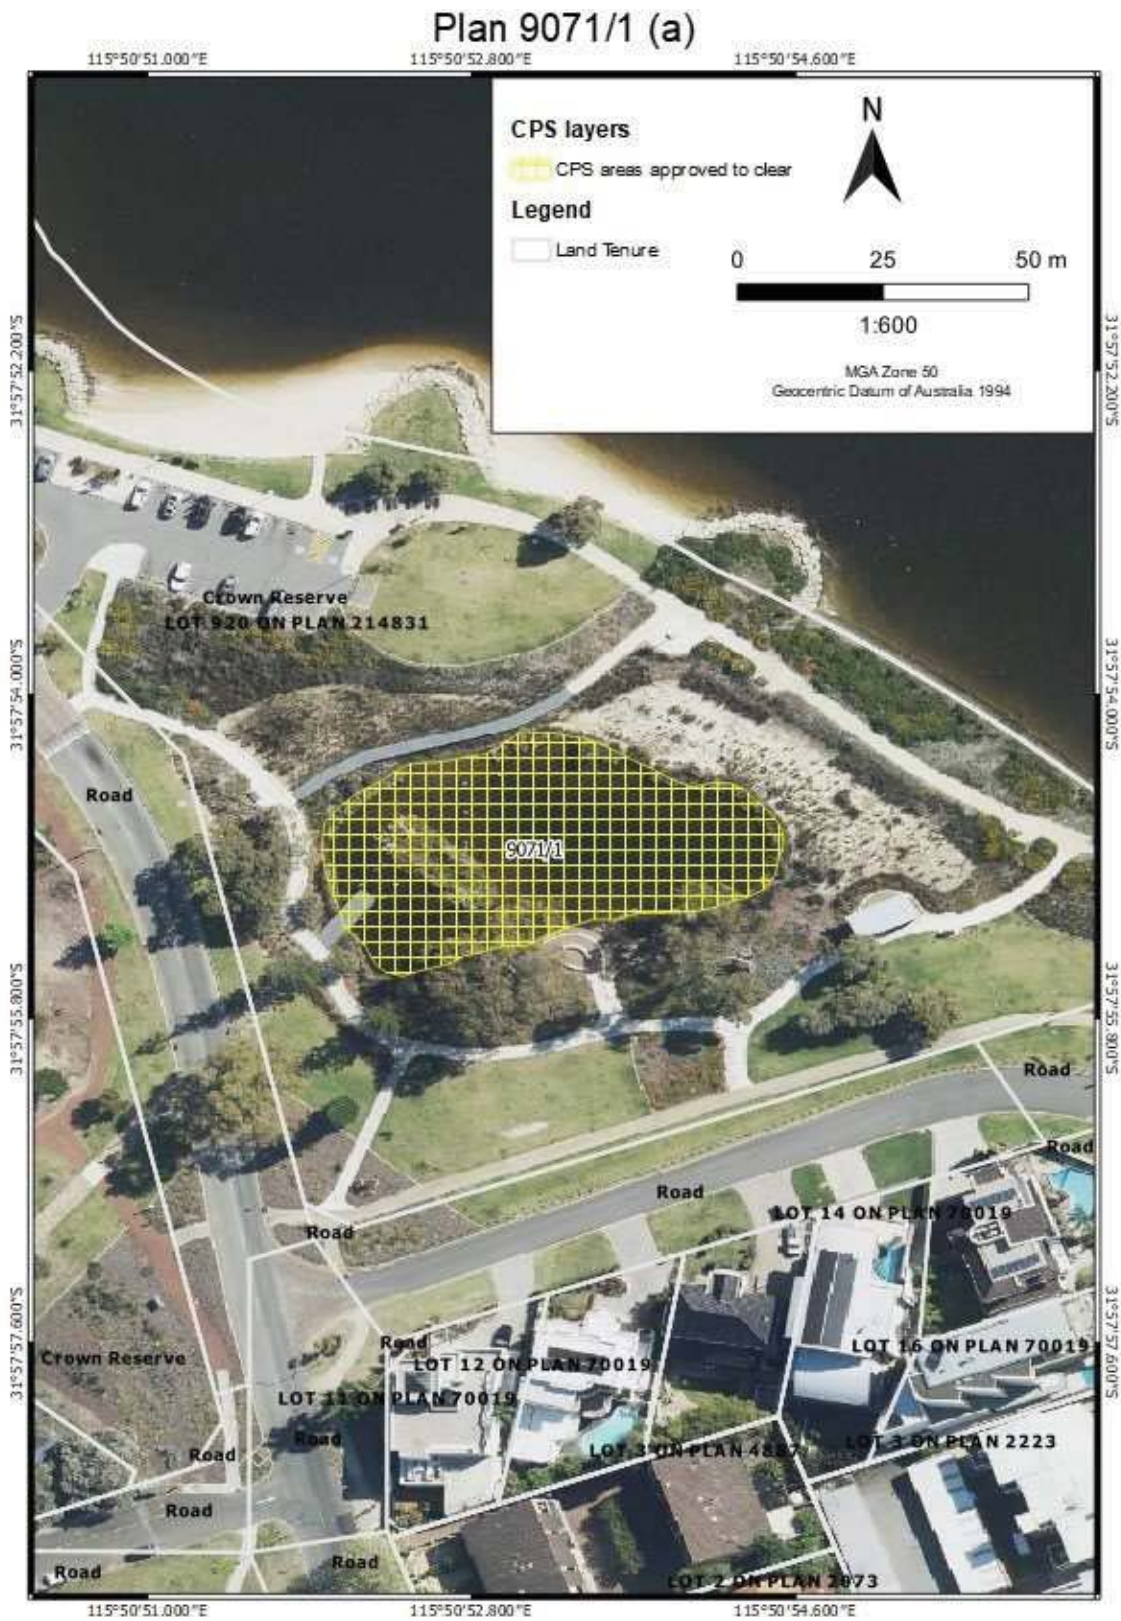 Plan 9071/1 (a)
115°50'51.000"E
115°50'52.800"E
115°50'54.600"E
CPS layers
CPS areas approved to clear
Legend
Land Tenure
N
0 25 50 m
1:600
MGA Zone 50
Geocentric Datum of Australia 1994
31°57'52.200"S
31°57'52.200"S
Crown Reserve
LOT 920 ON PLAN 214831
31°57'54.000"S
31°57'54.000"S
Road
9071/1
31°57'55.800"S
31°57'55.800"S
Road
Road
Road
LOT 14 ON PLAN 70019
Road
31°57'57.600"S
31°57'57.600"S
Road
Crown Reserve
LOT 12 ON PLAN 70019
LOT 16 ON PLAN 70019
LOT 11 ON PLAN 70019
Road
LOT 3 ON PLAN 4887
LOT 3 ON PLAN 2223
Road
Road
Road
Road
LOT 2 ON PLAN 2073
115°50'51.000"E
115°50'52.800"E
115°50'54.600"E